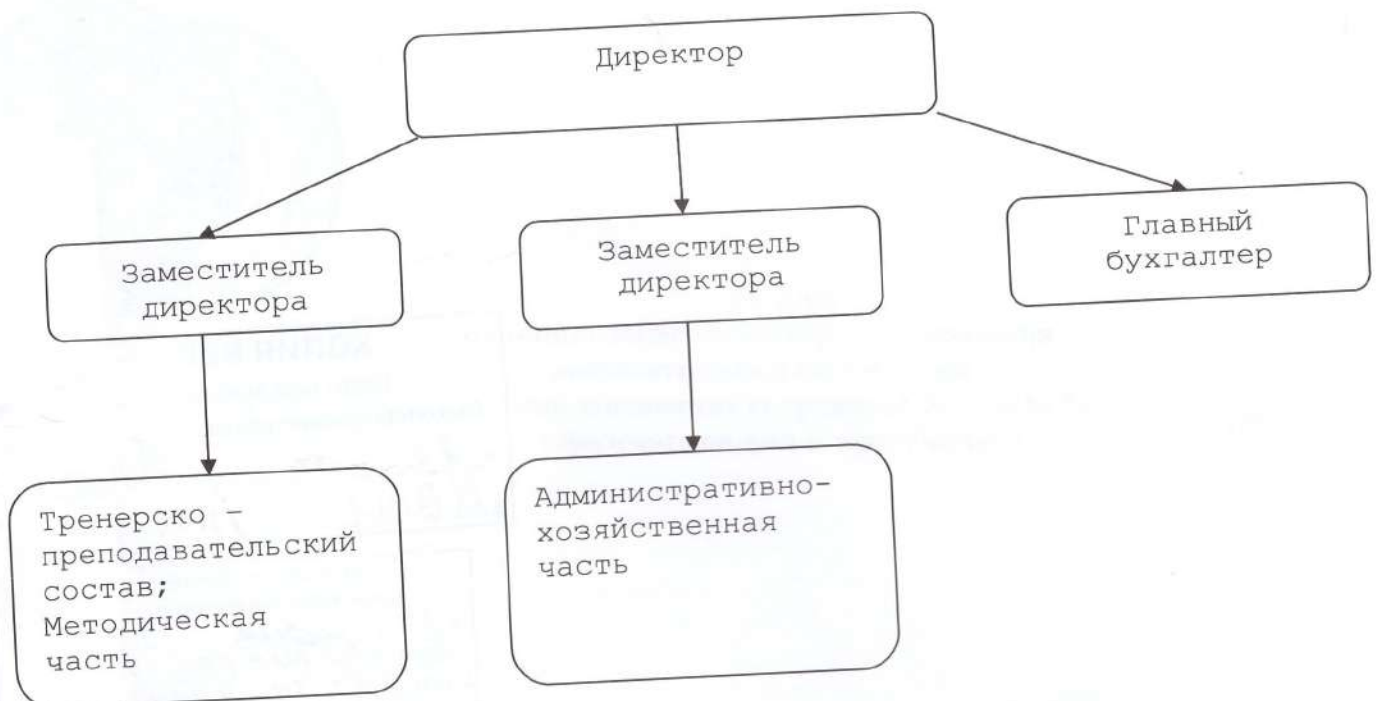 Директор
Заместитель
директора
Заместитель
директора
Главный
бухгалтер
Тренерско –
преподавательский
состав;
Методическая
часть
Административно-
хозяйственная
часть